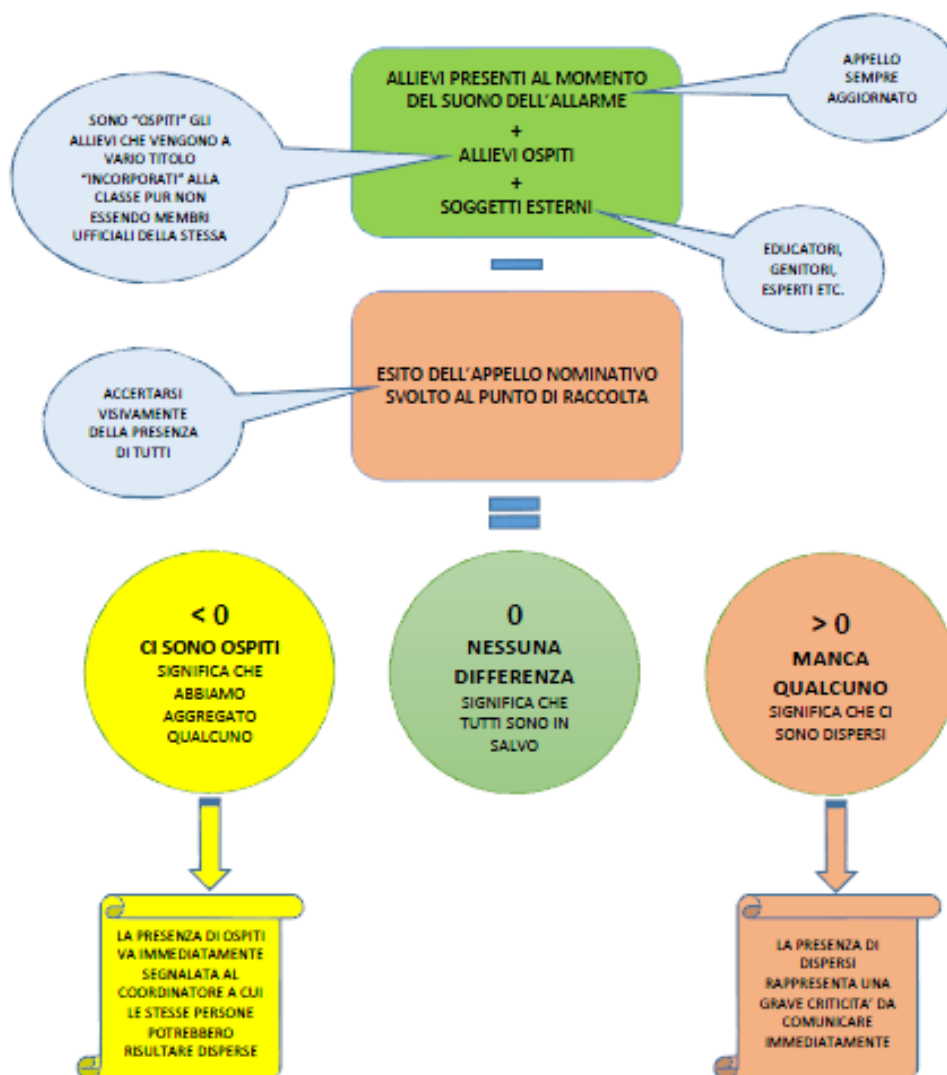 ALLIEVI PRESENTI AL MOMENTO
DEL SUONO DELL'ALLARME
+
ALLIEVI OSPITI
+
SOGGETTI ESTERNI
APPELLO
SEMPRE
AGGIORNATO
SONO "OSPITI" GLI
ALLIEVI CHE VENGONO A
VARIO TITOLO
"INCORPORATI" ALLA
CLASSE PUR NON
ESSENDO MEMBRI
UFFICIALI DELLA STESSA
EDUCATORI,
GENITORI,
ESPERTI ETC.
ESITO DELL'APPELLO NOMINATIVO
SVOLTO AL PUNTO DI RACCOLTA
ACCERTARSI
VISIVAMENTE
DELLA PRESENZA
DI TUTTI
< 0
CI SONO OSPITI
SIGNIFICA CHE
ABBIAMO
AGGREGATO
QUALCUNO
0
NESSUNA
DIFFERENZA
SIGNIFICA CHE
TUTTI SONO IN
SALVO
> 0
MANCA
QUALCUNO
SIGNIFICA CHE CI
SONO DISPERSI
LA PRESENZA DI OSPITI
VA IMMEDIATAMENTE
SEGNALATA AL
COORDINATORE A CUI
LE STESSE PERSONE
POTREBBERO
RISULTARE DISPERSE
LA PRESENZA DI
DISPERSI
RAPPRESENTA UNA
GRAVE CRITICITA' DA
COMUNICARE
IMMEDIATAMENTE